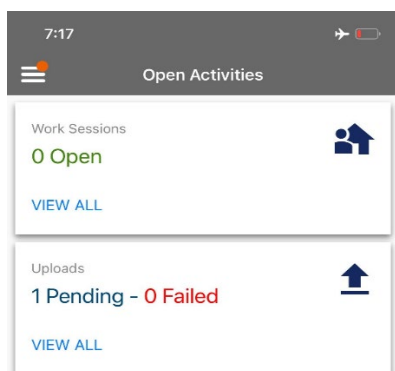 7:17
Open Activities
Work Sessions
0 Open
VIEW ALL
Uploads
1 Pending - 0 Failed
VIEW ALL